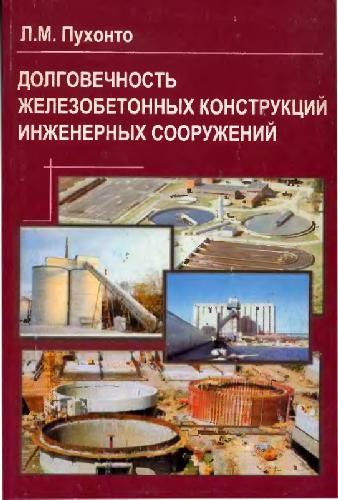 Л.М. Пухонто
ДОЛГОВЕЧНОСТЬ
ЖЕЛЕЗОБЕТОННЫХ КОНСТРУКЦИЙ
ИНЖЕНЕРНЫХ СООРУЖЕНИЙ